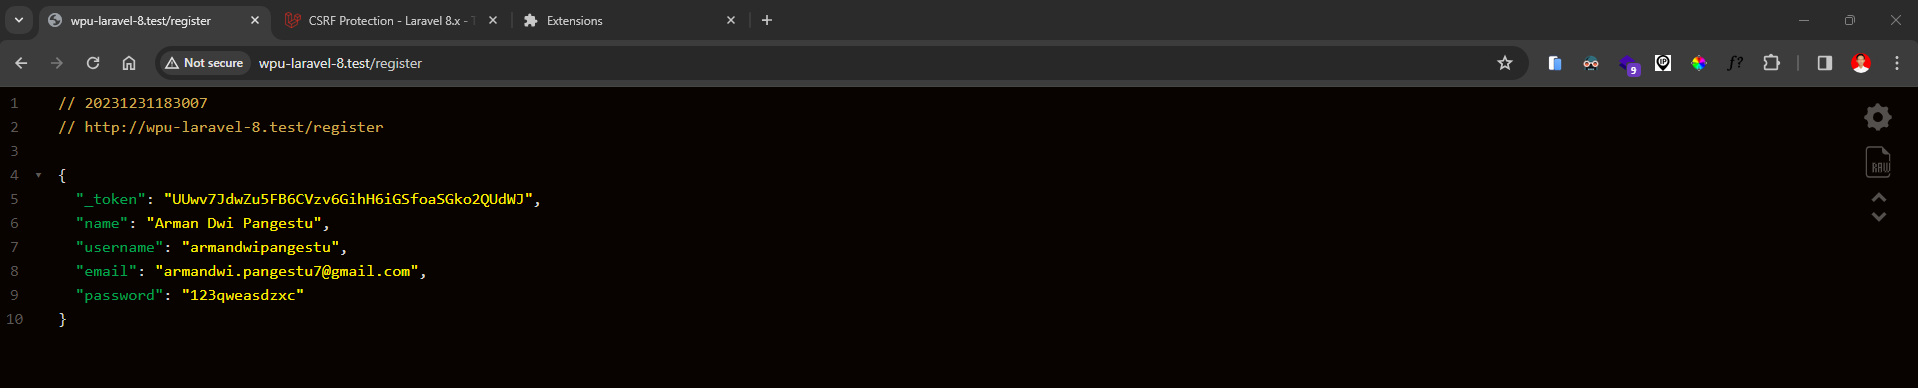 wpu-laravel-8.test/register
CSRF Protection - Laravel 8.x - T
Extensions
Not secure
wpu-laravel-8.test/register
9
f?
1 // 20231231183007
2 // http://wpu-laravel-8.test/register
3
4 {
5 "_token": "UUwv7JdwZu5FB6CVzv6GihH6iGSfoaSGko2QUdWJ",
6 "name": "Arman Dwi Pangestu",
7 "username": "armandwipangestu",
8 "email": "armandwi.pangestu7@gmail.com",
9 "password": "123qweasdzxc"
10 }
RAW